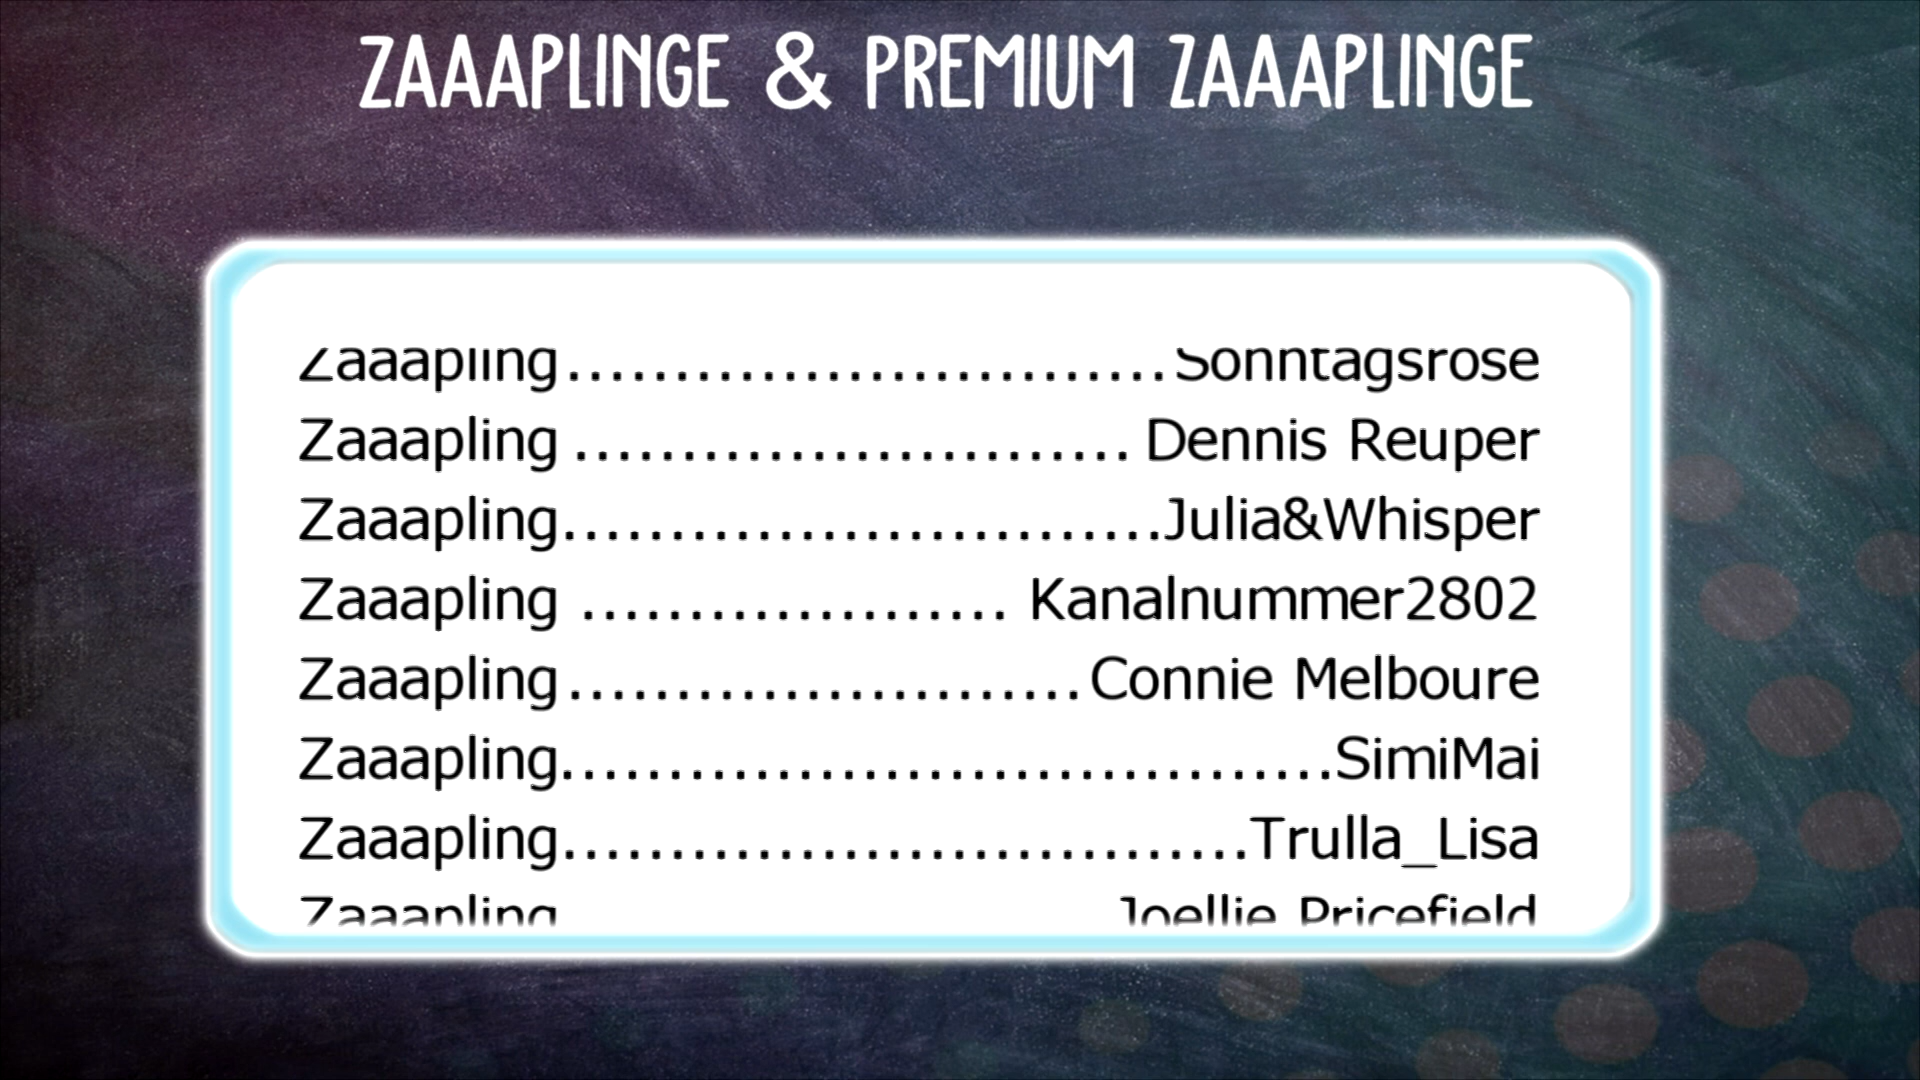 ZAAAPLINGE & PREMIUM ZAAAPLINGE
Zaaapling............................Sonntagsrose
Zaaapling .......................... Dennis Reuper
Zaaapling............................Julia&Whisper
Zaaapling .................... Kanalnummer2802
Zaaapling........................Connie Melboure
Zaaapling....................................SimiMai
Zaaapling................................Trulla_Lisa
Zaaapling Joellie Pricefield